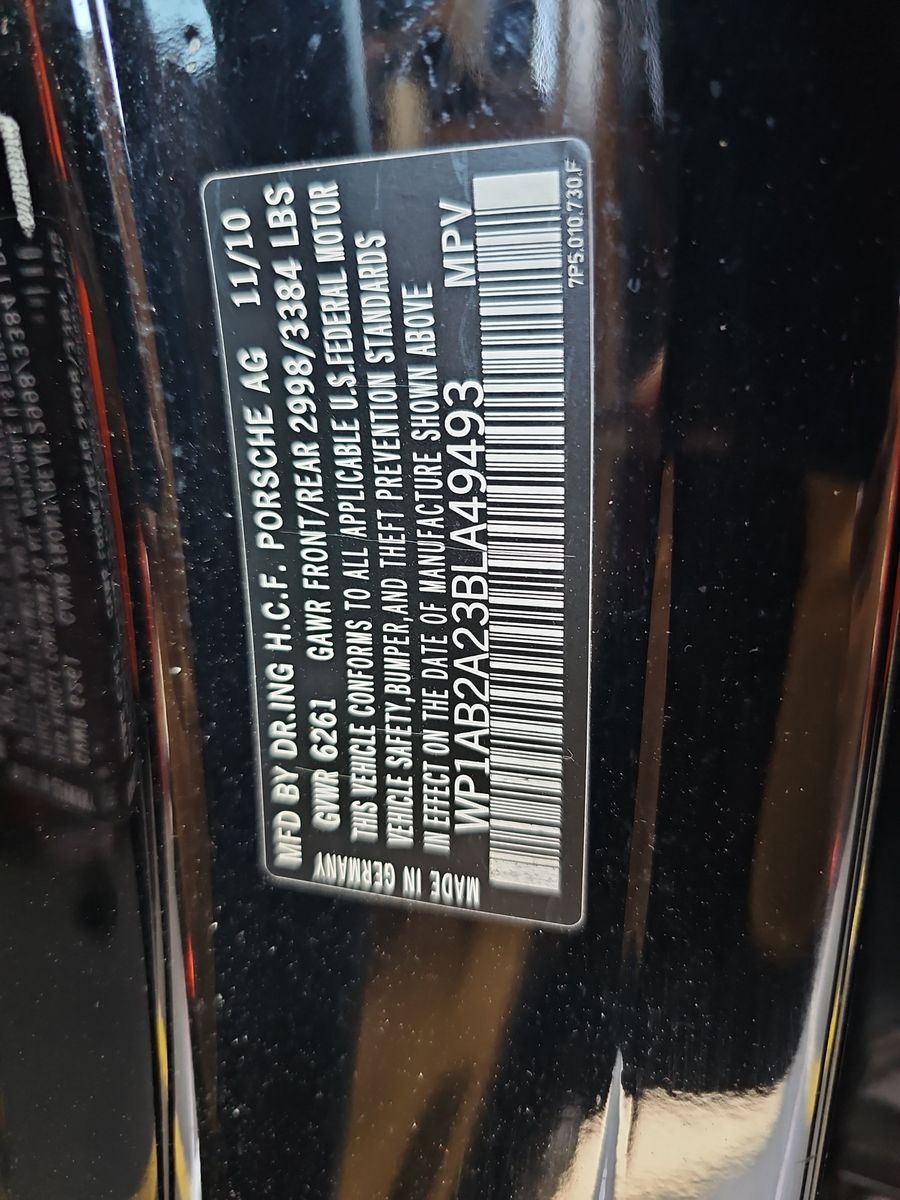 MFD BY DR.ING H.C.F. PORSCHE AG 11/10
GVWR 6261 GAWR FRONT/REAR 2998/3384 LBS
THIS VEHICLE CONFORMS TO ALL APPLICABLE U.S.FEDERAL MOTOR
VEHICLE SAFETY,BUMPER,AND THEFT PREVENTION STANDARDS
IN EFFECT ON THE DATE OF MANUFACTURE SHOWN ABOVE
WP1AB2A23BLA49493 MPV
MADE IN GERMANY
7P5.010.730.F